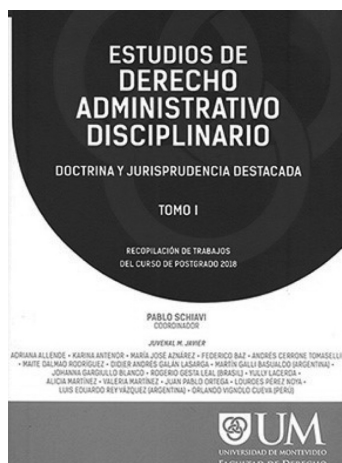 ESTUDIOS DE
DERECHO
ADMINISTRATIVO
DISCIPLINARIO
DOCTRINA Y JURISPRUDENCIA DESTACADA
TOMO I
RECOPILACIÓN DE TRABAJOS
DEL CURSO DE POSTGRADO 2018
PABLO SCHIAVI
COORDINADOR
JUVENAL M. JAVIER
ADRIANA ALLENDE • KARINA ANTENOR • MARÍA JOSÉ AZNÁREZ • FEDERICO BAZ • ANDRÉS CERRONE TOMASELLI
• MAITE DALMAO RODRÍGUEZ • DIDIER ANDRÉS GALÁN LASARGA • MARTÍN GALLI BASUALDO (ARGENTINA) •
JOHANNA GARGIULLO BLANCO • ROGERIO GESTA LEAL (BRASIL) • YULLY LACERDA •
ALICIA MARTÍNEZ • VALERIA MARTÍNEZ • JUAN PABLO ORTEGA • LOURDES PÉREZ NOYA •
LUIS EDUARDO REY VÁZQUEZ (ARGENTINA) • ORLANDO VIGNOLO CUEVA (PERÚ)
UM
UNIVERSIDAD DE MONTEVIDEO
FACULTAD DE DERECHO